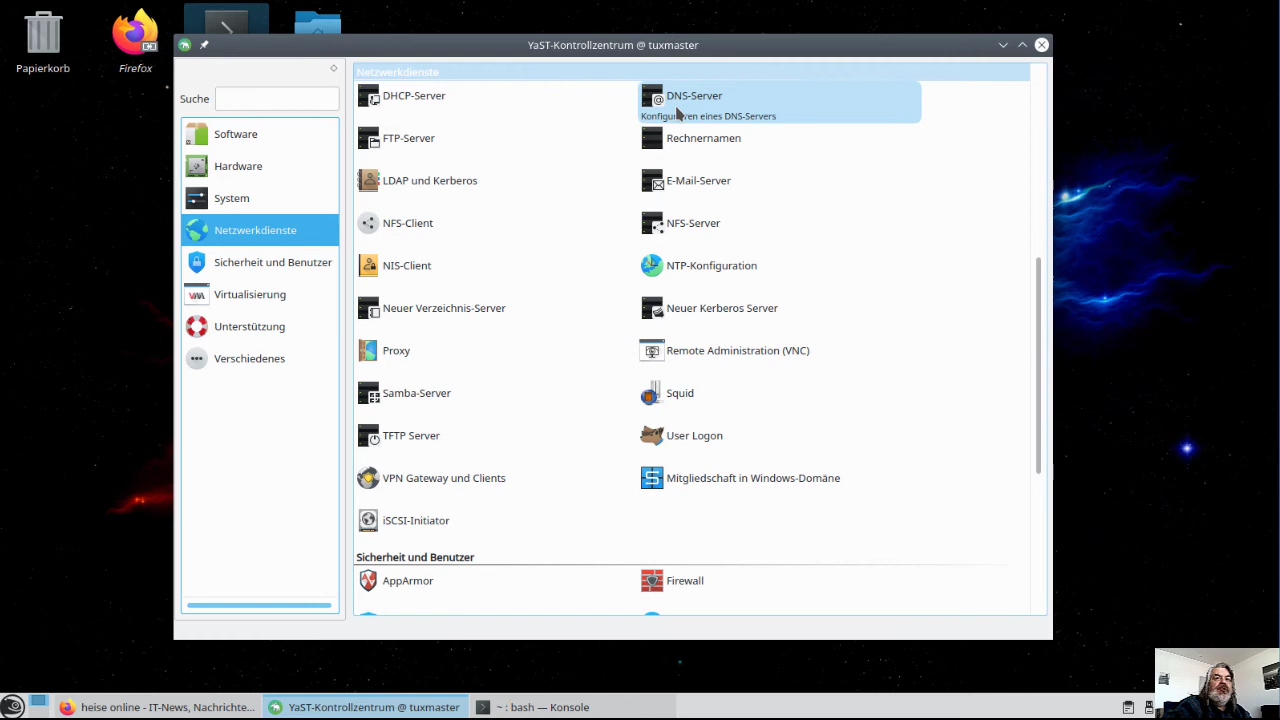 Papierkorb
Firefox
YaST-Kontrollzentrum @ tuxmaster
Suche
Software
Hardware
System
Netzwerkdienste
Sicherheit und Benutzer
Virtualisierung
Unterstützung
Verschiedenes
Netzwerkdienste
DHCP-Server
DNS-Server
Konfigurieren eines DNS-Servers
FTP-Server
Rechnernamen
LDAP und Kerberos
E-Mail-Server
NFS-Client
NFS-Server
NIS-Client
NTP-Konfiguration
Neuer Verzeichnis-Server
Neuer Kerberos Server
Proxy
Remote Administration (VNC)
Samba-Server
Squid
TFTP Server
User Logon
VPN Gateway und Clients
Mitgliedschaft in Windows-Domäne
iSCSI-Initiator
Sicherheit und Benutzer
AppArmor
Firewall
heise online - IT-News, Nachrichte...
YaST-Kontrollzentrum @ tuxmaster
~ : bash — Konsole